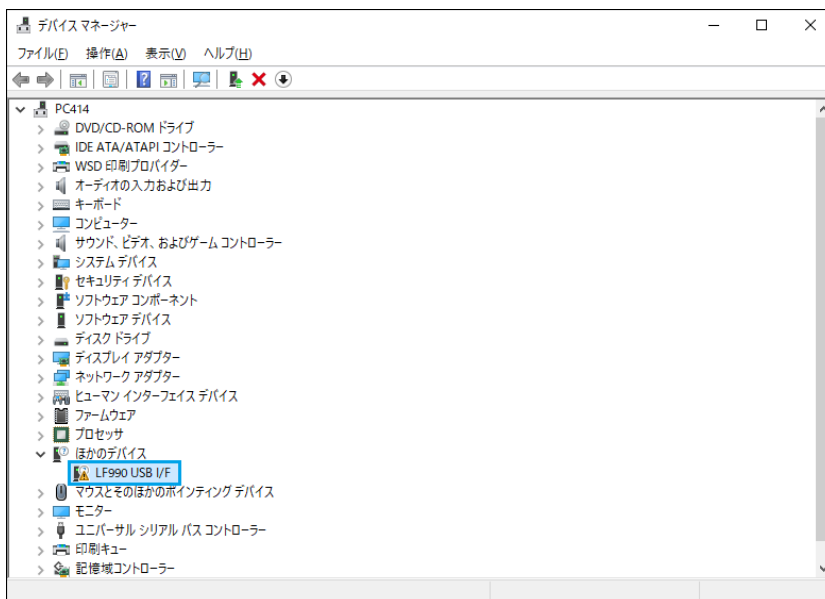 デバイス マネージャー
ファイル(F) 操作(A) 表示(V) ヘルプ(H)
PC414
DVD/CD-ROM ドライブ
IDE ATA/ATAPI コントローラー
WSD 印刷プロバイダー
オーディオの入力および出力
キーボード
コンピューター
サウンド、ビデオ、およびゲーム コントローラー
システム デバイス
セキュリティ デバイス
ソフトウェア コンポーネント
ソフトウェア デバイス
ディスク ドライブ
ディスプレイ アダプター
ネットワーク アダプター
ヒューマン インターフェイス デバイス
ファームウェア
プロセッサ
ほかのデバイス
LF990 USB I/F
マウスとそのほかのポインティング デバイス
モニター
ユニバーサル シリアル バス コントローラー
印刷キュー
記憶域コントローラー